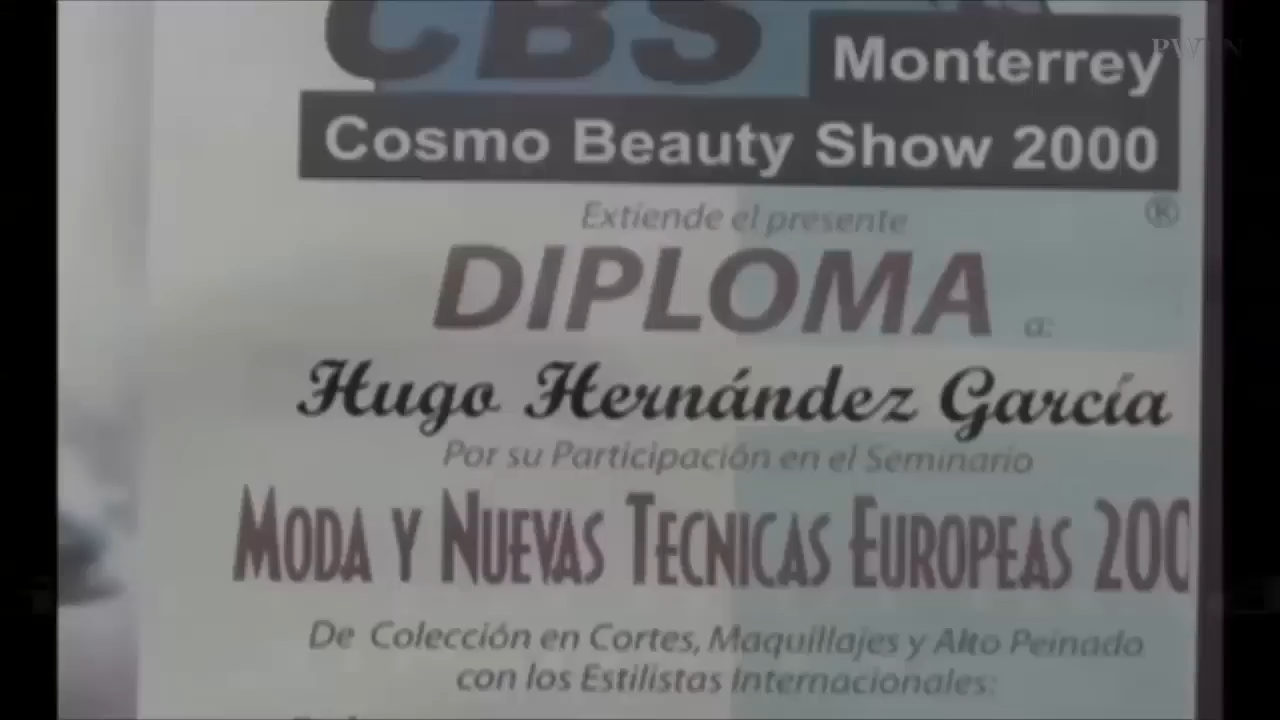 CBS
Monterrey
Cosmo Beauty Show 2000
®
Extiende el presente
DIPLOMA a:
Hugo Hernández García
Por su Participación en el Seminario
MODA Y NUEVAS TECNICAS EUROPEAS 200
De Colección en Cortes, Maquillajes y Alto Peinado
con los Estilistas Internacionales: